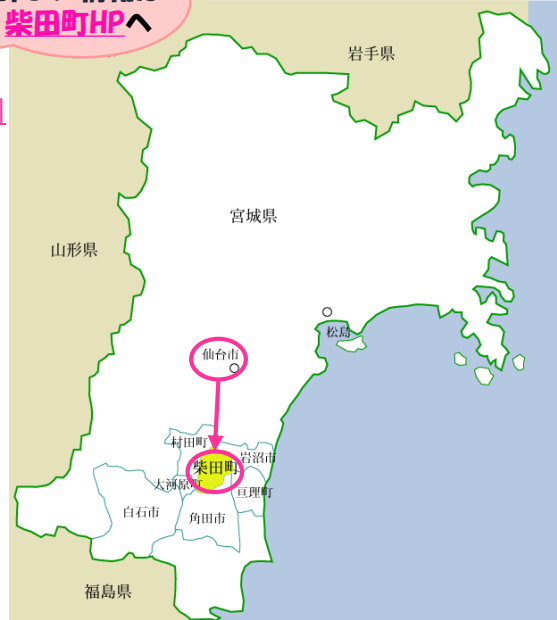 柴田町HPへ
岩手県
宮城県
山形県
松島
仙台市
村田町
岩沼市
柴田町
大河原町
亘理町
白石市
角田市
福島県